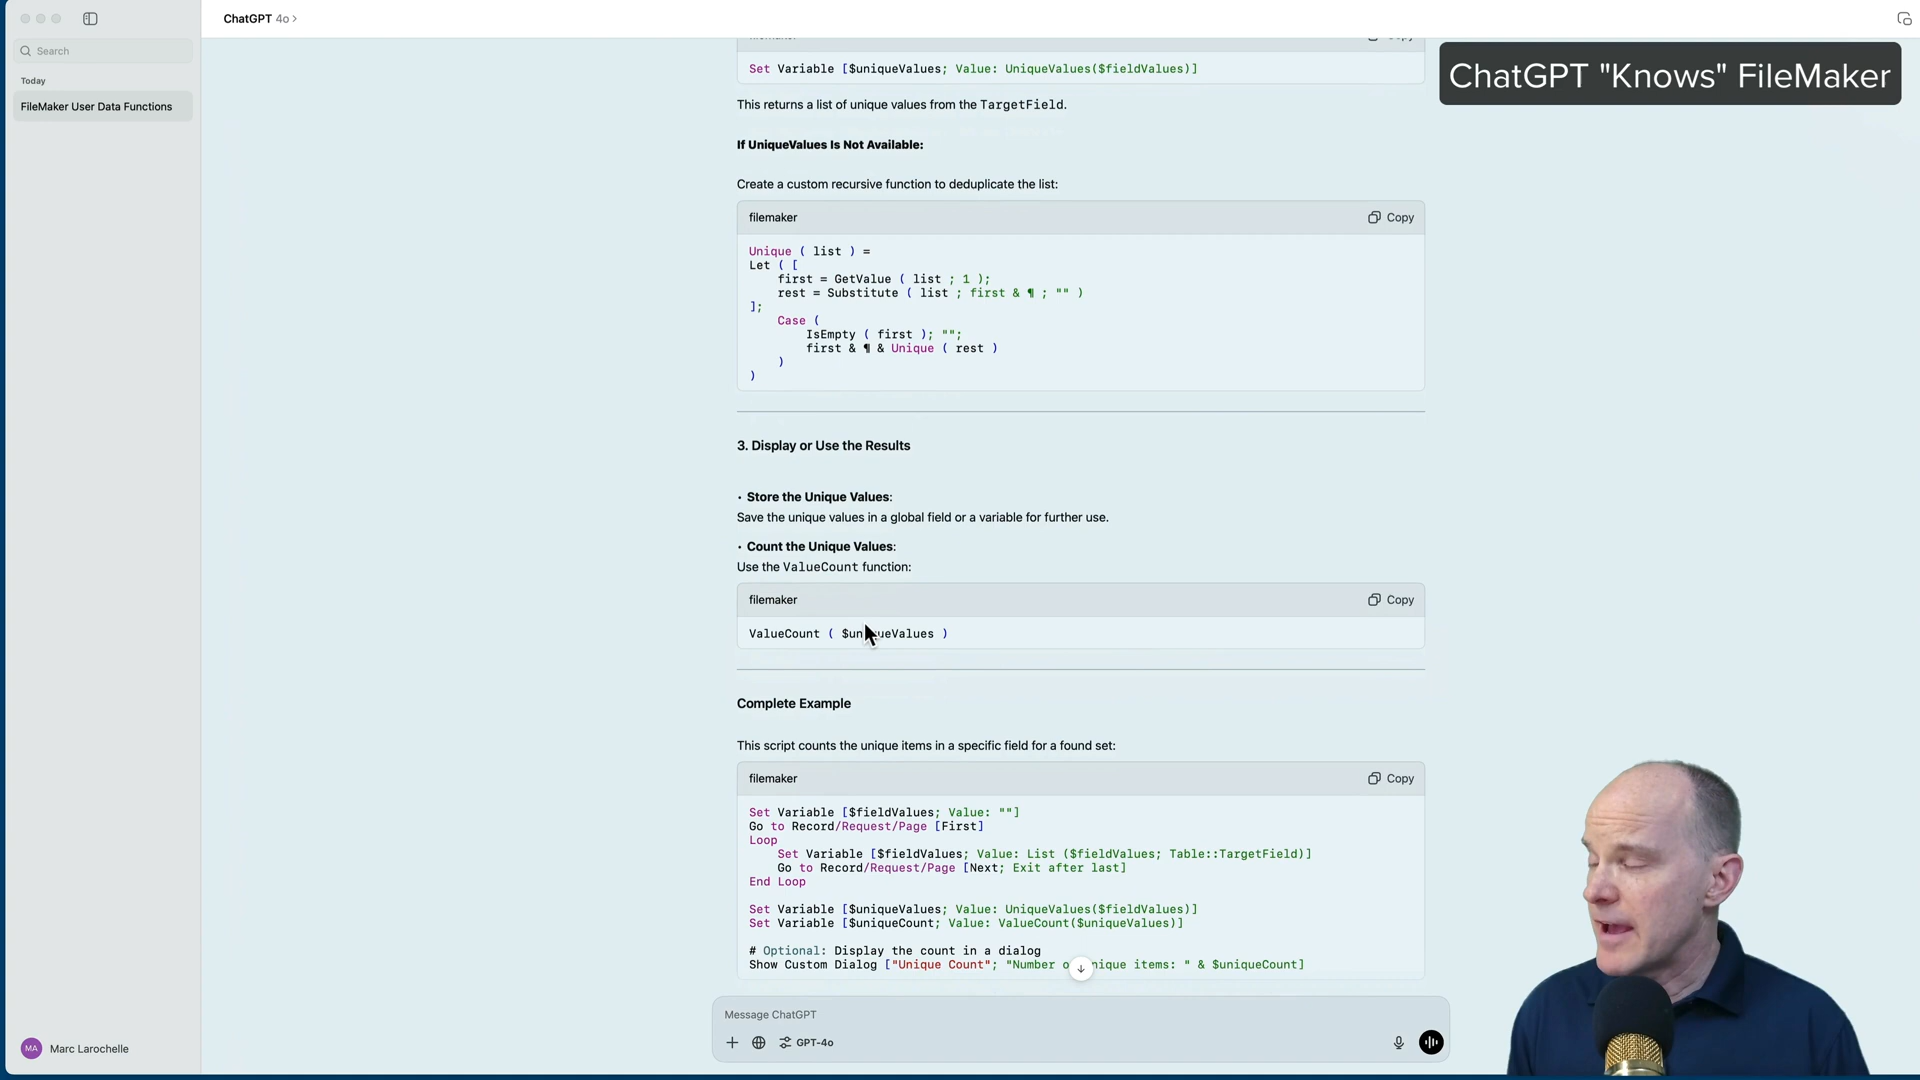 ChatGPT 4o >
Search
Today
FileMaker User Data Functions
MA Marc Larochelle
ChatGPT "Knows" FileMaker
Set Variable [$uniqueValues; Value: UniqueValues($fieldValues)]
This returns a list of unique values from the TargetField.
If UniqueValues Is Not Available:
Create a custom recursive function to deduplicate the list:
filemaker Copy
Unique ( list ) =
Let ( [
first = GetValue ( list ; 1 );
rest = Substitute ( list ; first & ¶ ; "" )
];
Case (
IsEmpty ( first ); "";
first & ¶ & Unique ( rest )
)
)
3. Display or Use the Results
• Store the Unique Values:
Save the unique values in a global field or a variable for further use.
• Count the Unique Values:
Use the ValueCount function:
filemaker Copy
ValueCount ( $uniqueValues )
Complete Example
This script counts the unique items in a specific field for a found set:
filemaker Copy
Set Variable [$fieldValues; Value: ""]
Go to Record/Request/Page [First]
Loop
Set Variable [$fieldValues; Value: List ($fieldValues; Table::TargetField)]
Go to Record/Request/Page [Next; Exit after last]
End Loop
Set Variable [$uniqueValues; Value: UniqueValues($fieldValues)]
Set Variable [$uniqueCount; Value: ValueCount($uniqueValues)]
# Optional: Display the count in a dialog
Show Custom Dialog ["Unique Count"; "Number of unique items: " & $uniqueCount]
Message ChatGPT
GPT-4o